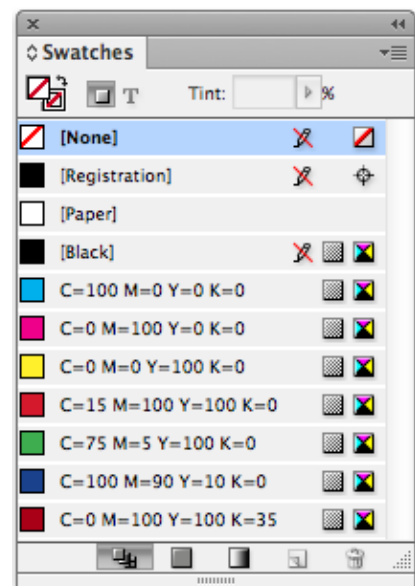 Swatches
T Tint: %
[None]
[Registration]
[Paper]
[Black]
C=100 M=0 Y=0 K=0
C=0 M=100 Y=0 K=0
C=0 M=0 Y=100 K=0
C=15 M=100 Y=100 K=0
C=75 M=5 Y=100 K=0
C=100 M=90 Y=10 K=0
C=0 M=100 Y=100 K=35